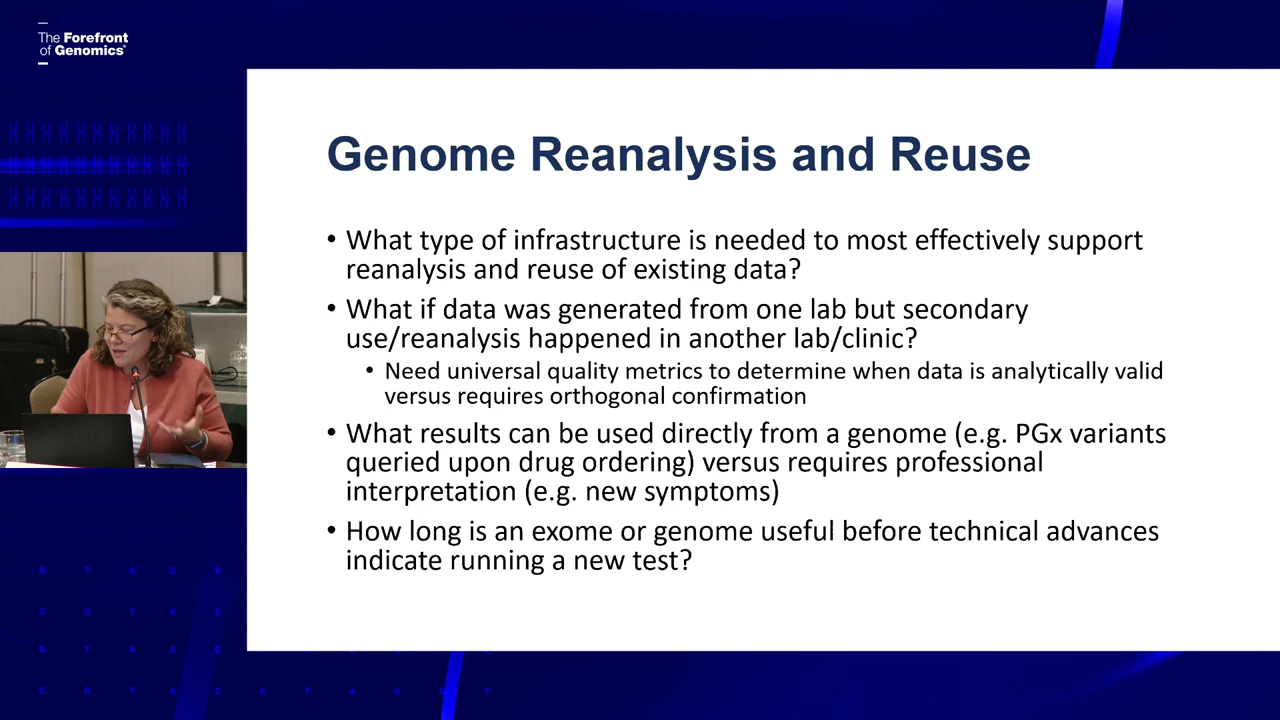 The Forefront
of Genomics®
Genome Reanalysis and Reuse
• What type of infrastructure is needed to most effectively support
reanalysis and reuse of existing data?
• What if data was generated from one lab but secondary
use/reanalysis happened in another lab/clinic?
• Need universal quality metrics to determine when data is analytically valid
versus requires orthogonal confirmation
• What results can be used directly from a genome (e.g. PGx variants
queried upon drug ordering) versus requires professional
interpretation (e.g. new symptoms)
• How long is an exome or genome useful before technical advances
indicate running a new test?